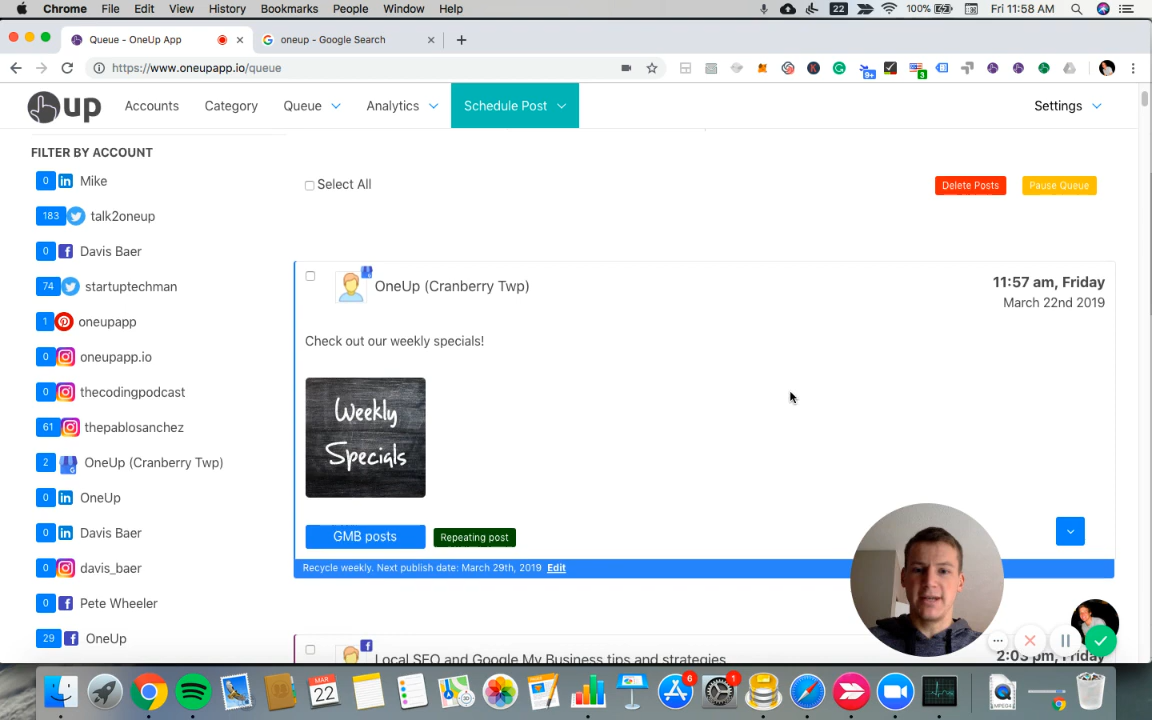 Chrome File Edit View History Bookmarks People Window Help 22 100% Fri 11:58 AM
Queue - OneUp App oneup - Google Search
https://www.oneupapp.io/queue 9+ 3
up Accounts Category Queue Analytics Schedule Post Settings
FILTER BY ACCOUNT
0 Mike
183 talk2oneup
0 Davis Baer
74 startuptechman
1 oneupapp
0 oneupapp.io
0 thecodingpodcast
61 thepablosanchez
2 OneUp (Cranberry Twp)
0 OneUp
0 Davis Baer
0 davis_baer
0 Pete Wheeler
29 OneUp
Select All Delete Posts Pause Queue
OneUp (Cranberry Twp) 11:57 am, Friday
March 22nd 2019
Check out our weekly specials!
Weekly
Specials
GMB posts Repeating post
Recycle weekly. Next publish date: March 29th, 2019 Edit
Local SEO and Google My Business tips and strategies 2:03 pm, Friday
MAR
22
6
1